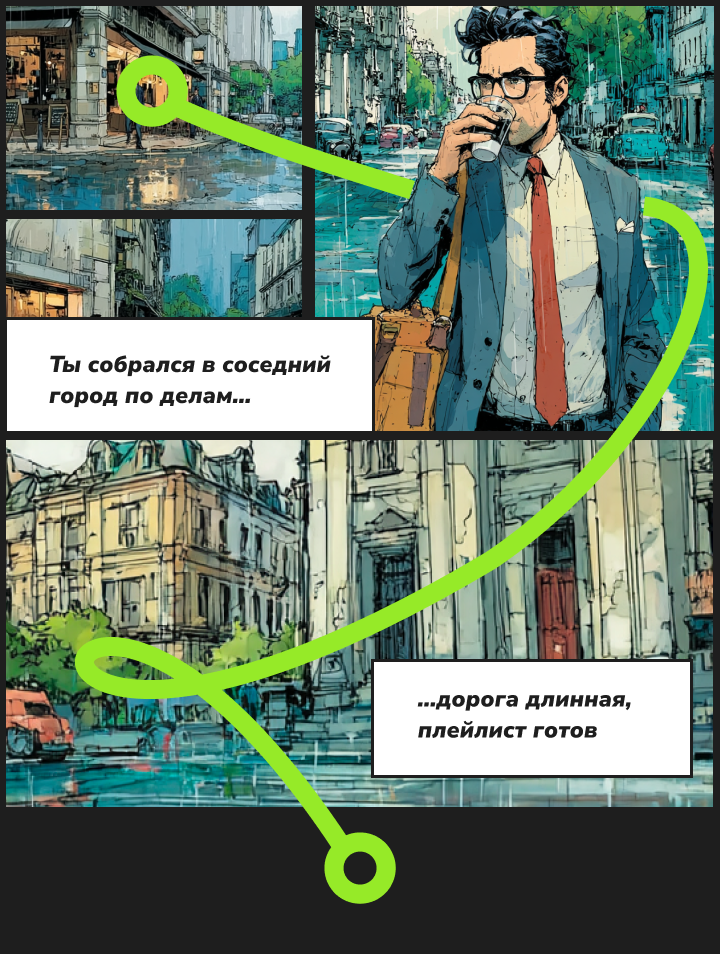 Ты собрался в соседний
город по делам...
...дорога длинная,
плейлист готов